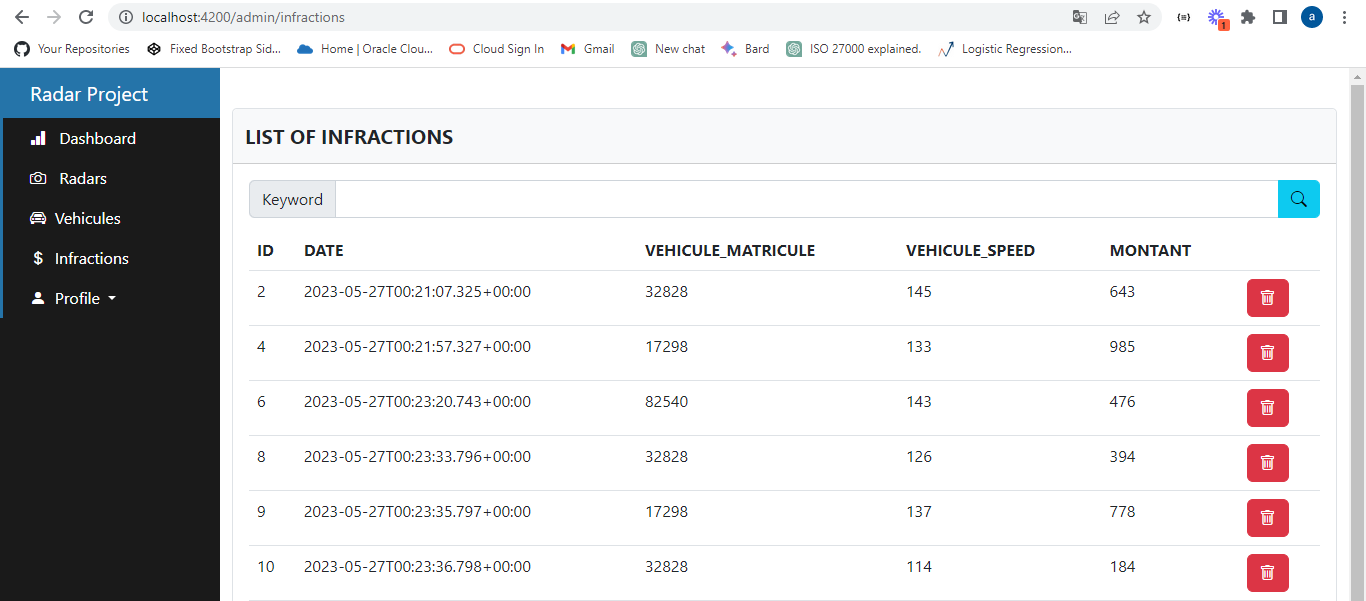 localhost:4200/admin/infractions
1
a
Your Repositories Fixed Bootstrap Sid... Home | Oracle Clou... Cloud Sign In Gmail New chat Bard ISO 27000 explained. Logistic Regression...
Radar Project
Dashboard
Radars
Vehicules
Infractions
Profile
LIST OF INFRACTIONS
Keyword
ID DATE VEHICULE_MATRICULE VEHICULE_SPEED MONTANT
2 2023-05-27T00:21:07.325+00:00 32828 145 643
4 2023-05-27T00:21:57.327+00:00 17298 133 985
6 2023-05-27T00:23:20.743+00:00 82540 143 476
8 2023-05-27T00:23:33.796+00:00 32828 126 394
9 2023-05-27T00:23:35.797+00:00 17298 137 778
10 2023-05-27T00:23:36.798+00:00 32828 114 184